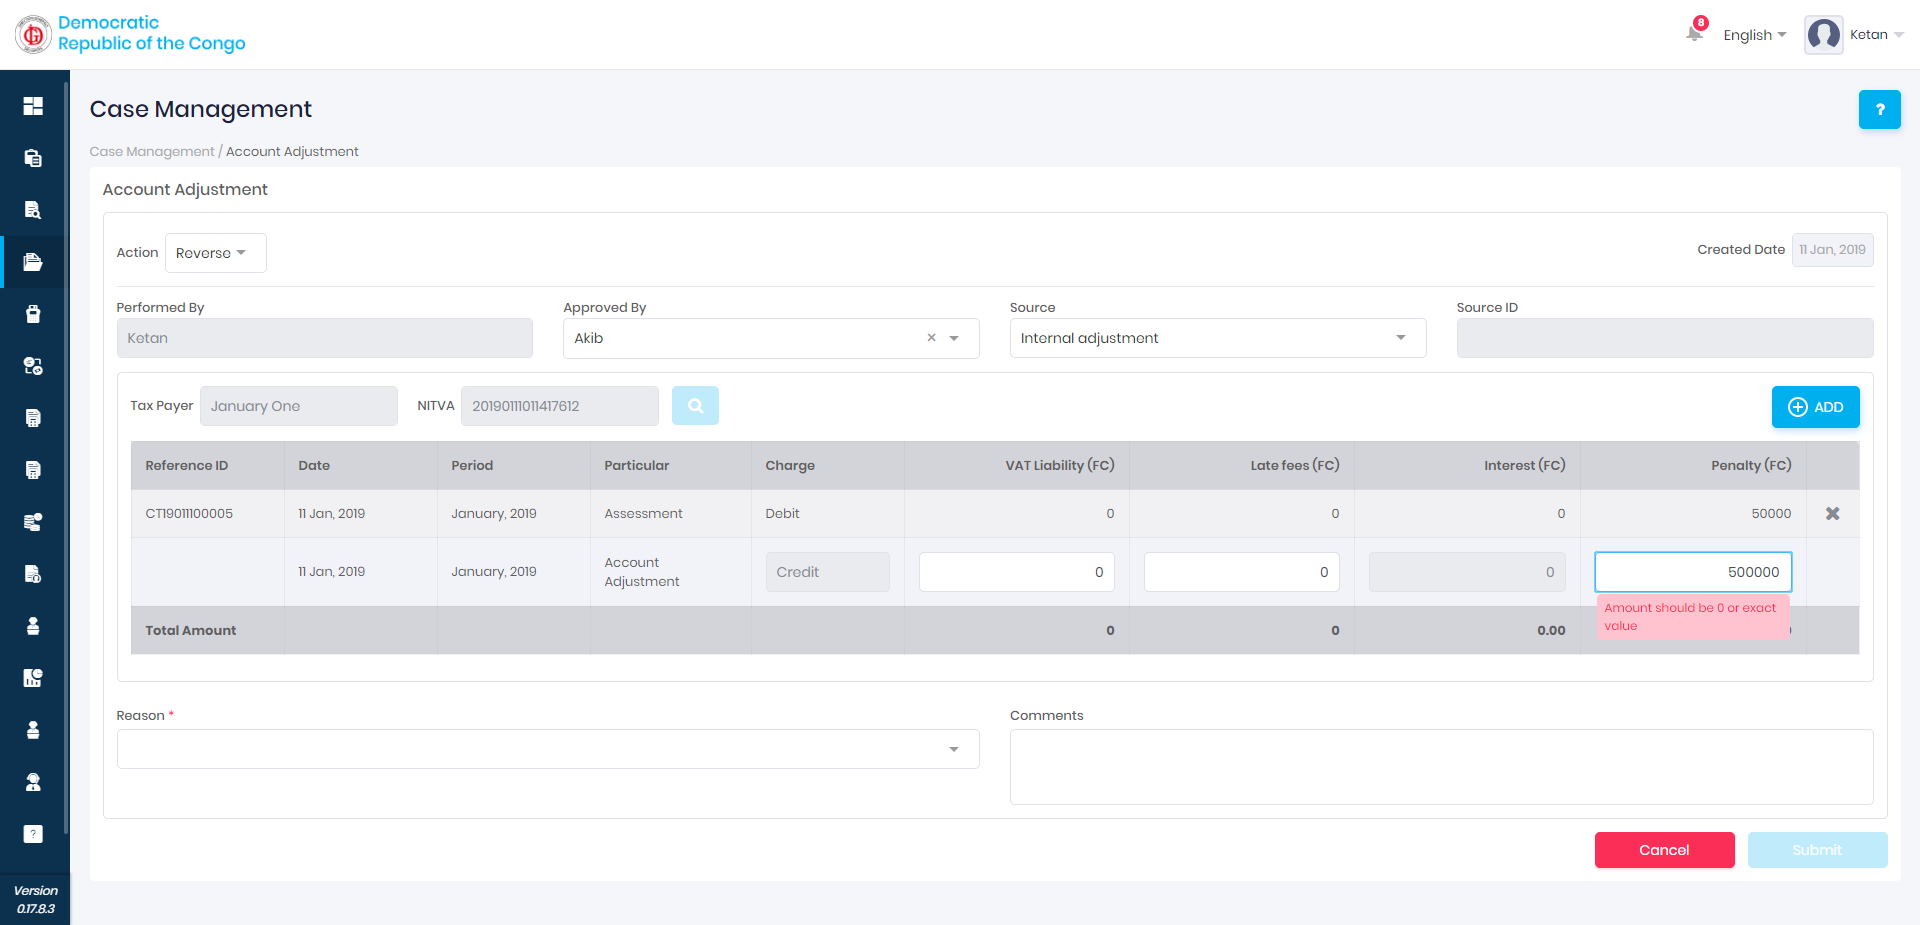 Democratic
Republic of the Congo
8
English
Ketan
Case Management
?
Case Management / Account Adjustment
Account Adjustment
Action
Reverse
Created Date
11 Jan, 2019
Performed By
Approved By
Source
Source ID
Ketan
Akib
×
Internal adjustment
Tax Payer
January One
NITVA
20190111011417612
ADD
Reference ID
Date
Period
Particular
Charge
VAT Liability (FC)
Late fees (FC)
Interest (FC)
Penalty (FC)
CT19011100005
11 Jan, 2019
January, 2019
Assessment
Debit
0
0
0
50000
11 Jan, 2019
January, 2019
Account
Adjustment
Credit
0
0
0
500000
Amount should be 0 or exact
value
Total Amount
0
0
0.00
Reason *
Comments
Cancel
Submit
?
Version
0.17.8.3